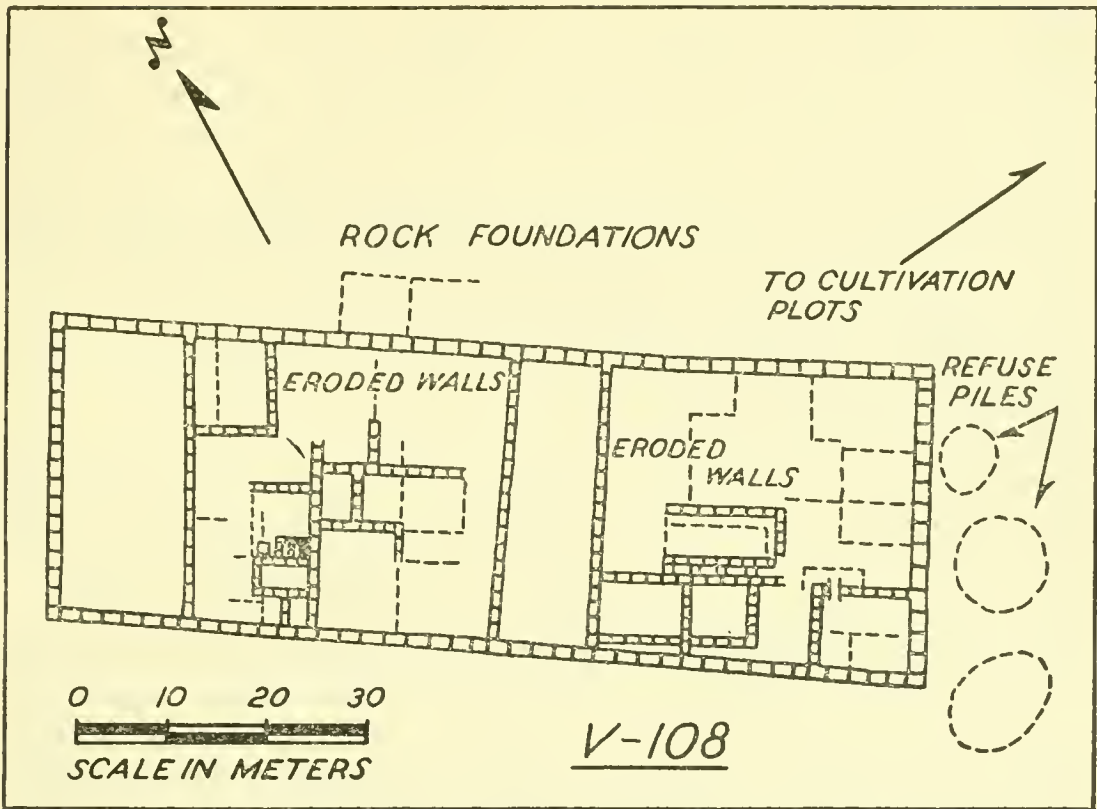 N
ROCK FOUNDATIONS
TO CULTIVATION
PLOTS
REFUSE
PILES
ERODED WALLS
ERODED
WALLS
0 10 20 30
SCALE IN METERS
V-108